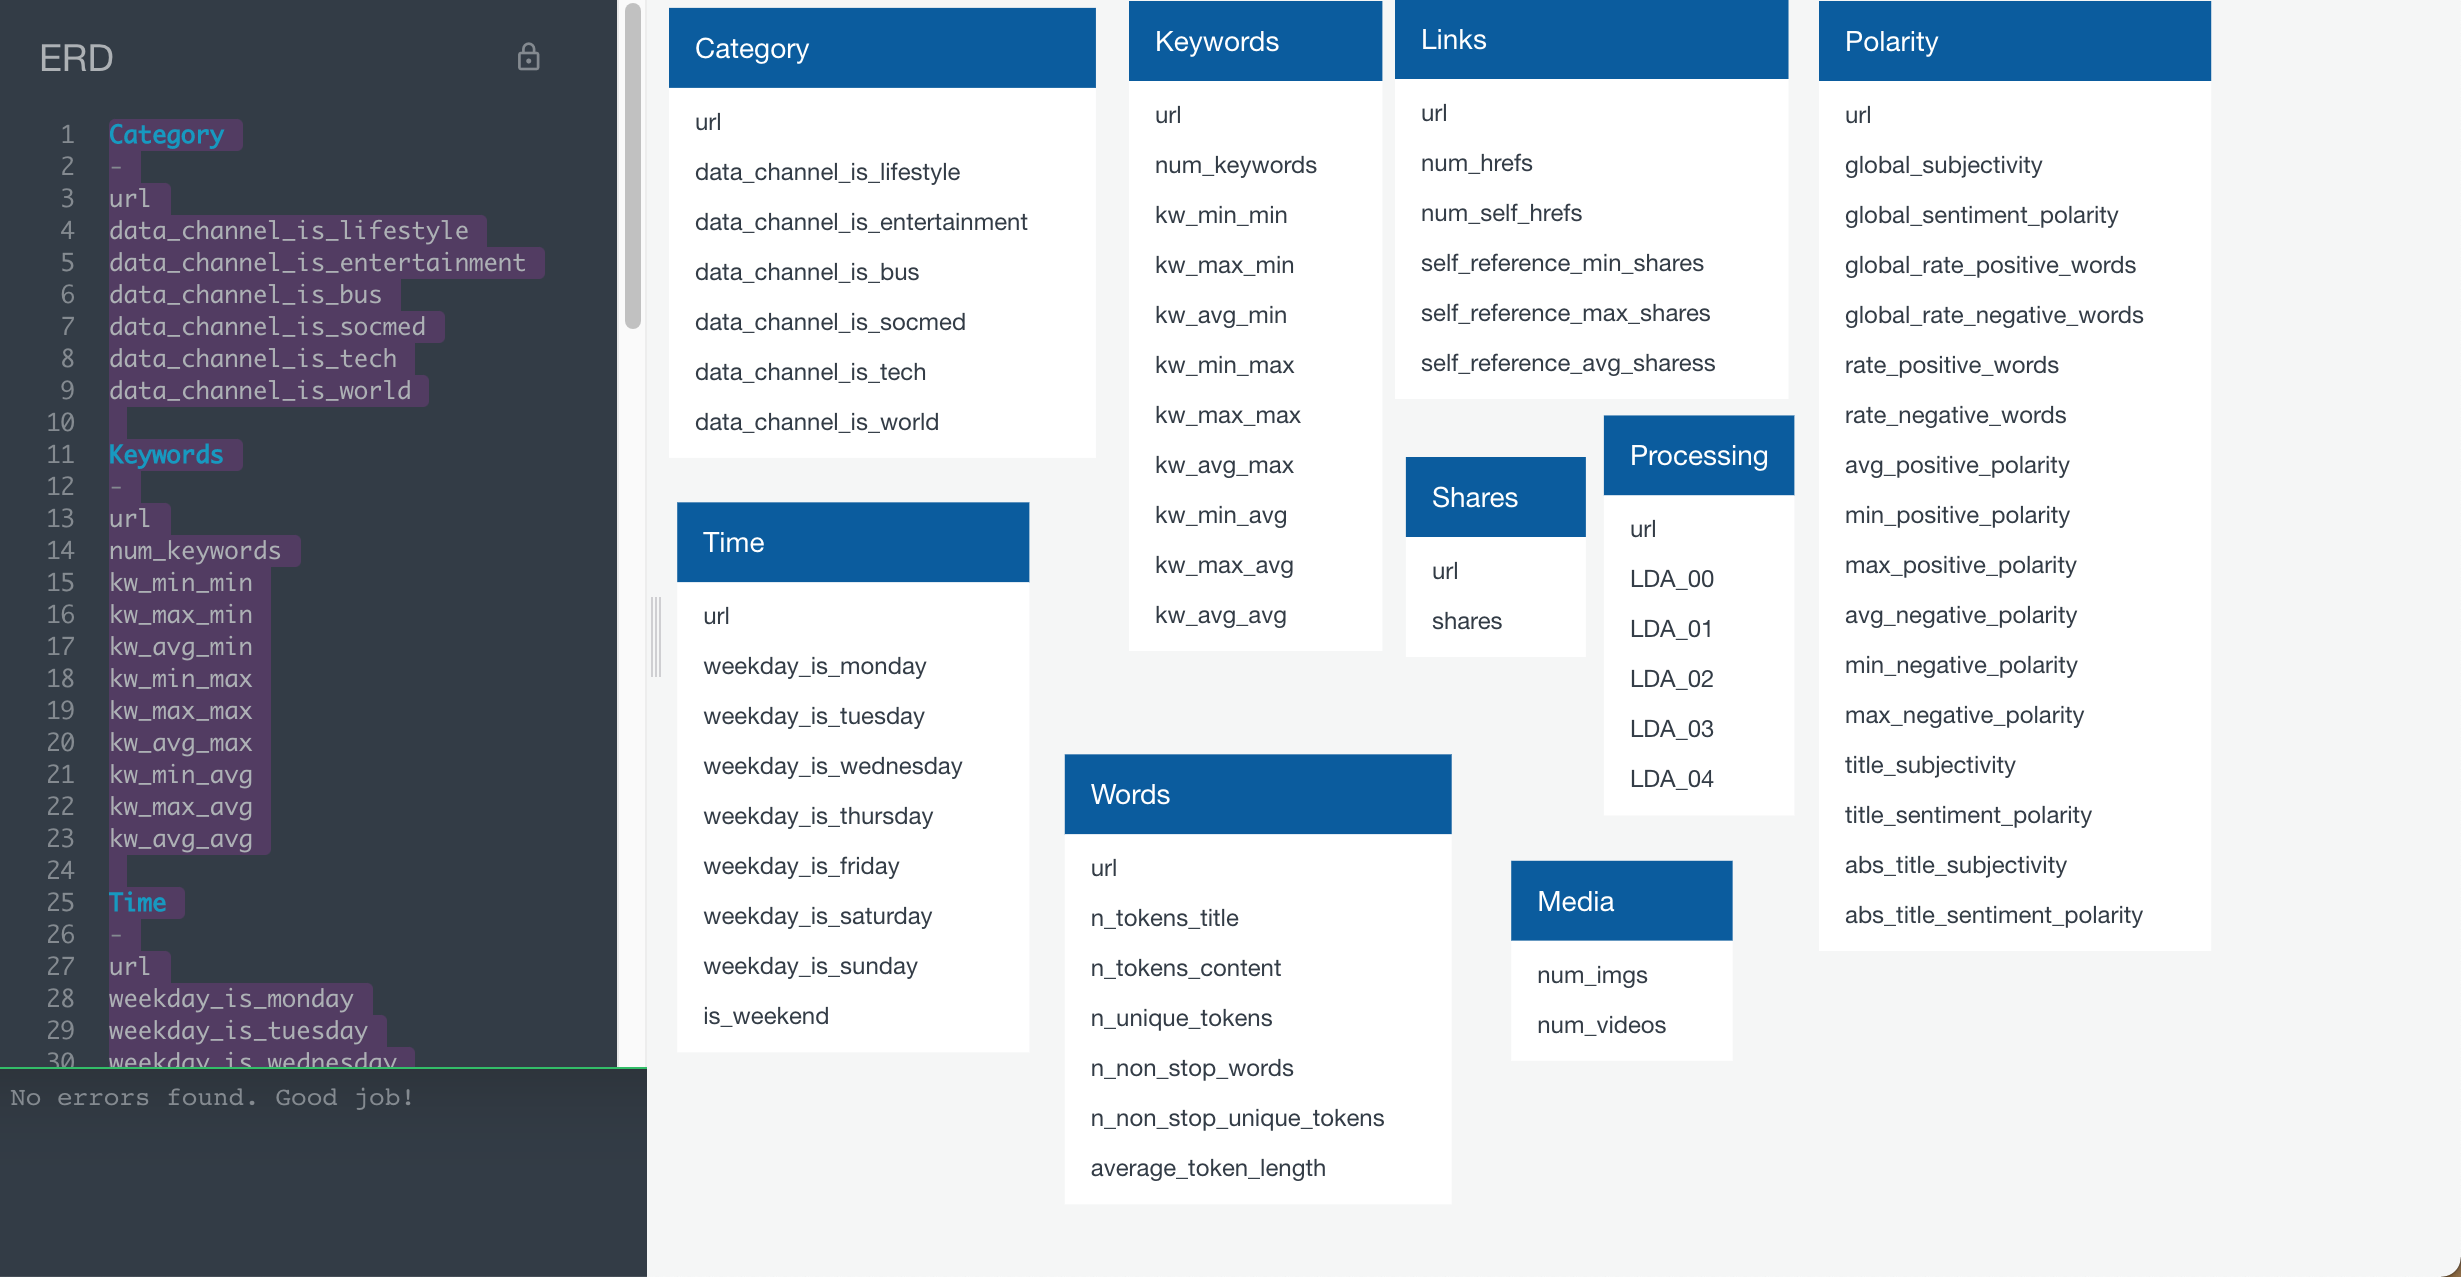 ERD
1 Category
2 -
3 url
4 data_channel_is_lifestyle
5 data_channel_is_entertainment
6 data_channel_is_bus
7 data_channel_is_socmed
8 data_channel_is_tech
9 data_channel_is_world
10
11 Keywords
12 -
13 url
14 num_keywords
15 kw_min_min
16 kw_max_min
17 kw_avg_min
18 kw_min_max
19 kw_max_max
20 kw_avg_max
21 kw_min_avg
22 kw_max_avg
23 kw_avg_avg
24
25 Time
26 -
27 url
28 weekday_is_monday
29 weekday_is_tuesday
30 weekday_is_wednesday
No errors found. Good job!
Category
url
data_channel_is_lifestyle
data_channel_is_entertainment
data_channel_is_bus
data_channel_is_socmed
data_channel_is_tech
data_channel_is_world
Time
url
weekday_is_monday
weekday_is_tuesday
weekday_is_wednesday
weekday_is_thursday
weekday_is_friday
weekday_is_saturday
weekday_is_sunday
is_weekend
Keywords
url
num_keywords
kw_min_min
kw_max_min
kw_avg_min
kw_min_max
kw_max_max
kw_avg_max
kw_min_avg
kw_max_avg
kw_avg_avg
Words
url
n_tokens_title
n_tokens_content
n_unique_tokens
n_non_stop_words
n_non_stop_unique_tokens
average_token_length
Links
url
num_hrefs
num_self_hrefs
self_reference_min_shares
self_reference_max_shares
self_reference_avg_sharess
Shares
url
shares
Processing
url
LDA_00
LDA_01
LDA_02
LDA_03
LDA_04
Media
num_imgs
num_videos
Polarity
url
global_subjectivity
global_sentiment_polarity
global_rate_positive_words
global_rate_negative_words
rate_positive_words
rate_negative_words
avg_positive_polarity
min_positive_polarity
max_positive_polarity
avg_negative_polarity
min_negative_polarity
max_negative_polarity
title_subjectivity
title_sentiment_polarity
abs_title_subjectivity
abs_title_sentiment_polarity